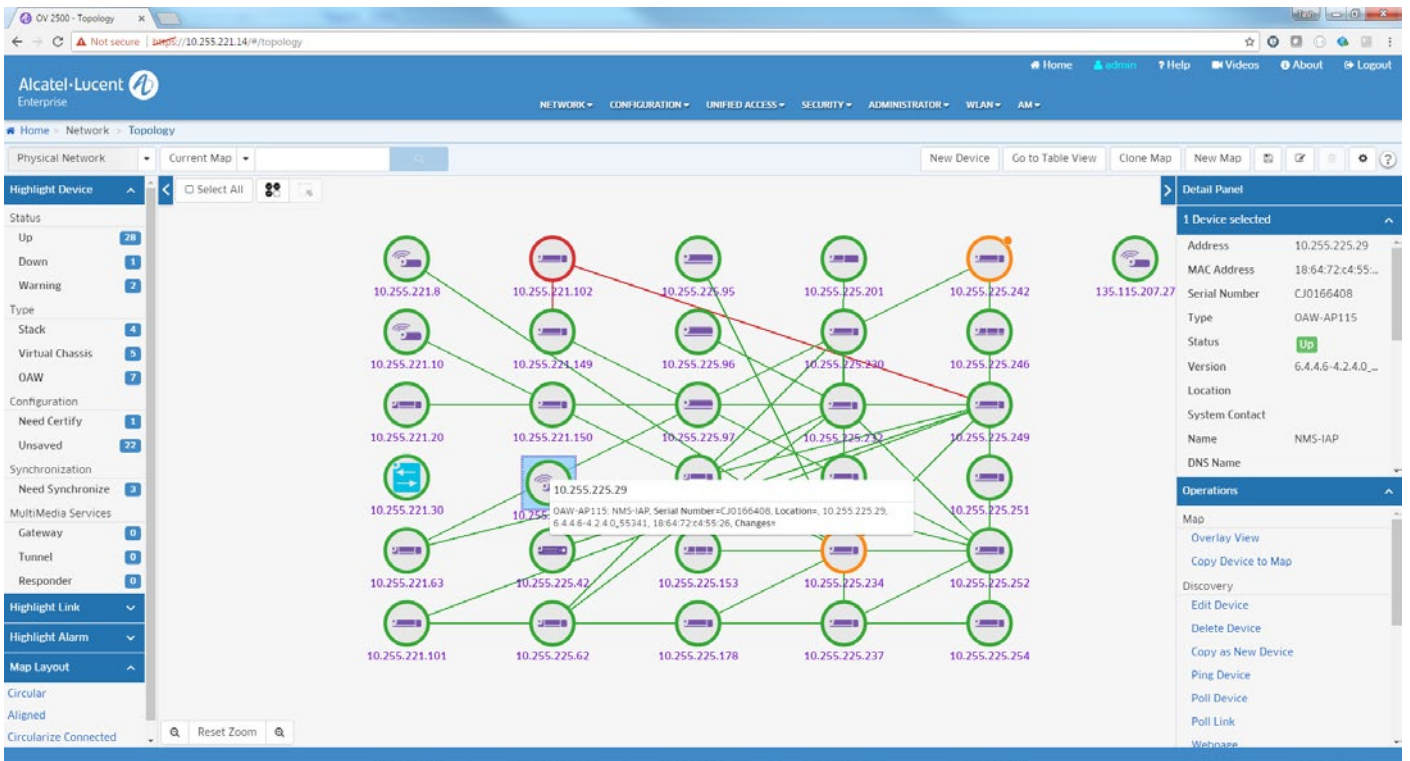 OV 2500 - Topology
Not secure | https://10.255.221.14/#/topology
Home admin ? Help Videos About Logout
Alcatel·Lucent
Enterprise
NETWORK CONFIGURATION UNIFIED ACCESS SECURITY ADMINISTRATOR WLAN AM
Home > Network > Topology
Physical Network Current Map New Device Go to Table View Clone Map New Map
Highlight Device
Status
Up 28
Down 1
Warning 2
Type
Stack 4
Virtual Chassis 5
OAW 7
Configuration
Need Certify 1
Unsaved 22
Synchronization
Need Synchronize 3
MultiMedia Services
Gateway 0
Tunnel 0
Responder 0
Highlight Link
Highlight Alarm
Map Layout
Circular
Aligned
Circularize Connected
Select All
10.255.221.8 10.255.221.102 10.255.225.95 10.255.225.201 10.255.225.242 135.115.207.27
10.255.221.10 10.255.221.149 10.255.225.96 10.255.225.230 10.255.225.246
10.255.221.20 10.255.221.150 10.255.225.97 10.255.225.232 10.255.225.249
10.255.221.30 10.255. 10.255.225.251
10.255.225.29
OAW-AP115: NMS-IAP, Serial Number=CJ0166408, Location=, 10.255.225.29,
6.4.4.6-4.2.4.0_55341, 18:64:72:c4:55:26, Changes=
10.255.221.63 10.255.225.42 10.255.225.153 10.255.225.234 10.255.225.252
10.255.221.101 10.255.225.62 10.255.225.178 10.255.225.237 10.255.225.254
Reset Zoom
Detail Panel
1 Device selected
Address 10.255.225.29
MAC Address 18:64:72:c4:55:...
Serial Number CJ0166408
Type OAW-AP115
Status Up
Version 6.4.4.6-4.2.4.0_...
Location
System Contact
Name NMS-IAP
DNS Name
Operations
Map
Overlay View
Copy Device to Map
Discovery
Edit Device
Delete Device
Copy as New Device
Ping Device
Poll Device
Poll Link
Webpage